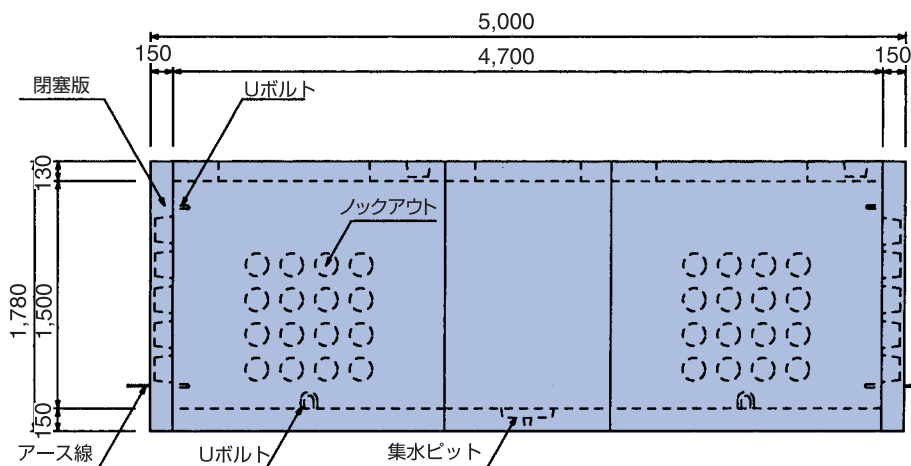 5,000
150
4,700
150
閉塞版
Uボルト
130
ノックアウト
1,780
1,500
150
アース線
Uボルト
集水ピット